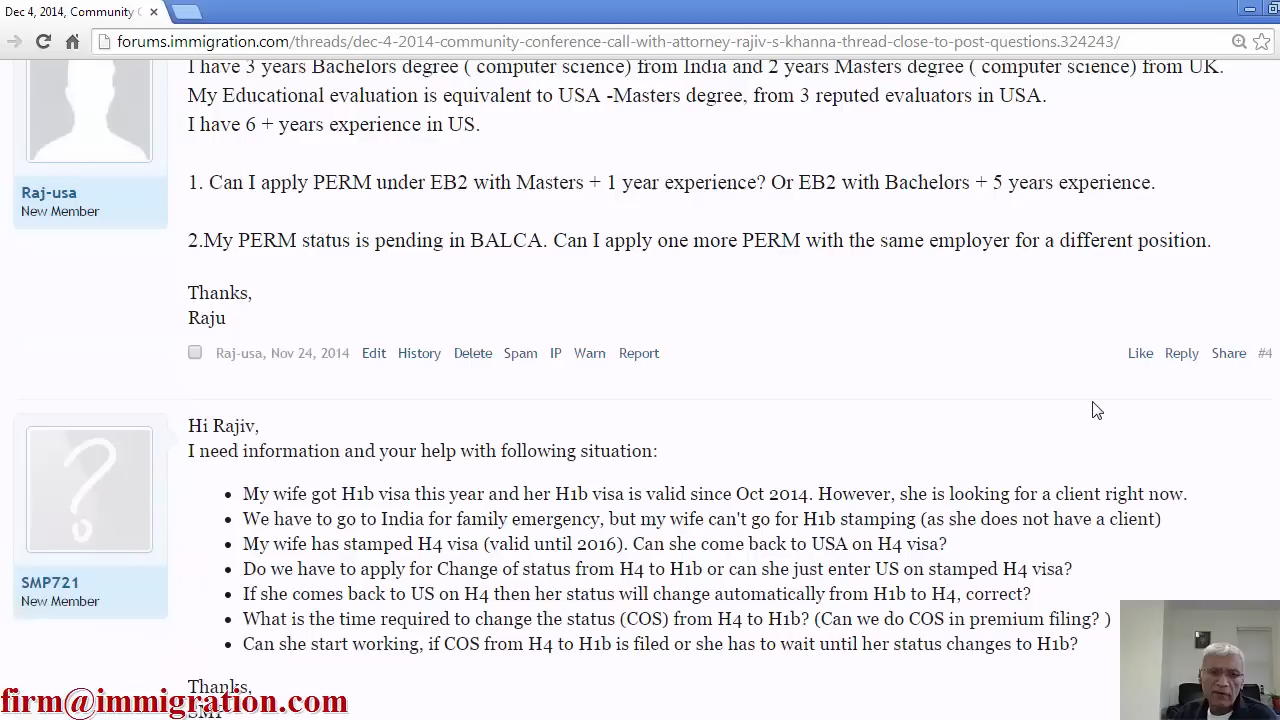 Dec 4, 2014, Community C
forums.immigration.com/threads/dec-4-2014-community-conference-call-with-attorney-rajiv-s-khanna-thread-close-to-post-questions.324243/
I have 3 years Bachelors degree ( computer science) from India and 2 years Masters degree ( computer science) from UK.
My Educational evaluation is equivalent to USA -Masters degree, from 3 reputed evaluators in USA.
I have 6 + years experience in US.
Raj-usa
New Member
1. Can I apply PERM under EB2 with Masters + 1 year experience? Or EB2 with Bachelors + 5 years experience.
2.My PERM status is pending in BALCA. Can I apply one more PERM with the same employer for a different position.
Thanks,
Raju
Raj-usa, Nov 24, 2014 Edit History Delete Spam IP Warn Report Like Reply Share #4
Hi Rajiv,
I need information and your help with following situation:
• My wife got H1b visa this year and her H1b visa is valid since Oct 2014. However, she is looking for a client right now.
• We have to go to India for family emergency, but my wife can't go for H1b stamping (as she does not have a client)
• My wife has stamped H4 visa (valid until 2016). Can she come back to USA on H4 visa?
• Do we have to apply for Change of status from H4 to H1b or can she just enter US on stamped H4 visa?
• If she comes back to US on H4 then her status will change automatically from H1b to H4, correct?
• What is the time required to change the status (COS) from H4 to H1b? (Can we do COS in premium filing? )
• Can she start working, if COS from H4 to H1b is filed or she has to wait until her status changes to H1b?
SMP721
New Member
Thanks,
firm@immigration.com